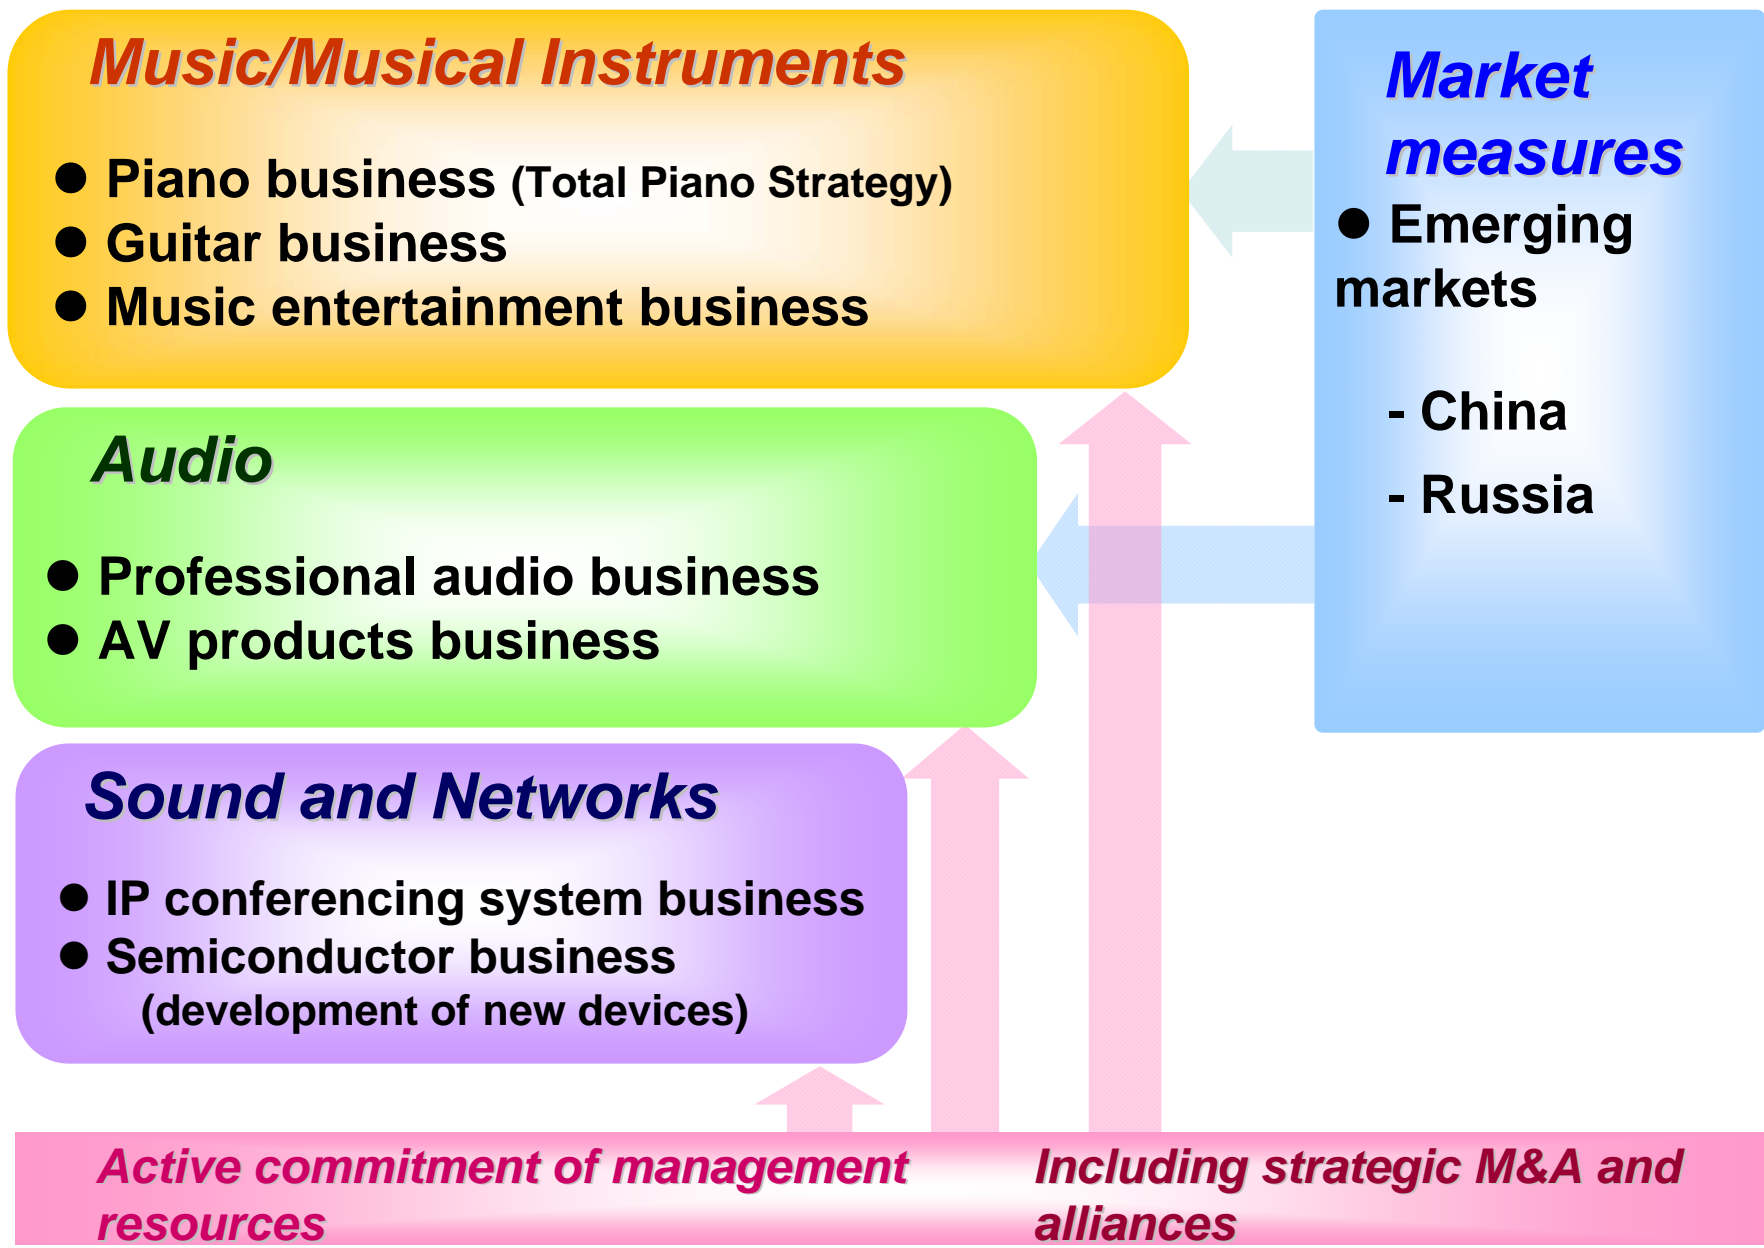 Music/Musical Instruments
● Piano business (Total Piano Strategy)
● Guitar business
● Music entertainment business
Market
measures
● Emerging
markets
- China
- Russia
Audio
● Professional audio business
● AV products business
Sound and Networks
● IP conferencing system business
● Semiconductor business
(development of new devices)
Active commitment of management
resources
Including strategic M&A and
alliances